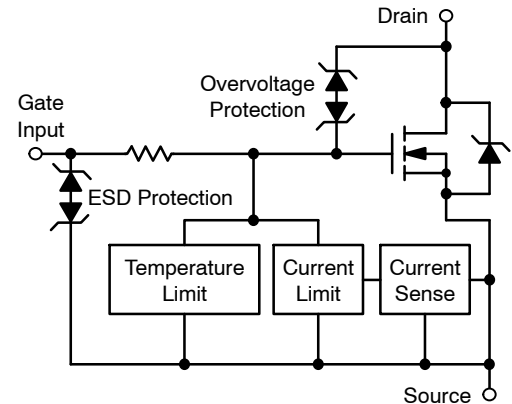 Drain
Overvoltage
Protection
Gate
Input
ESD Protection
Temperature
Limit
Current
Limit
Current
Sense
Source